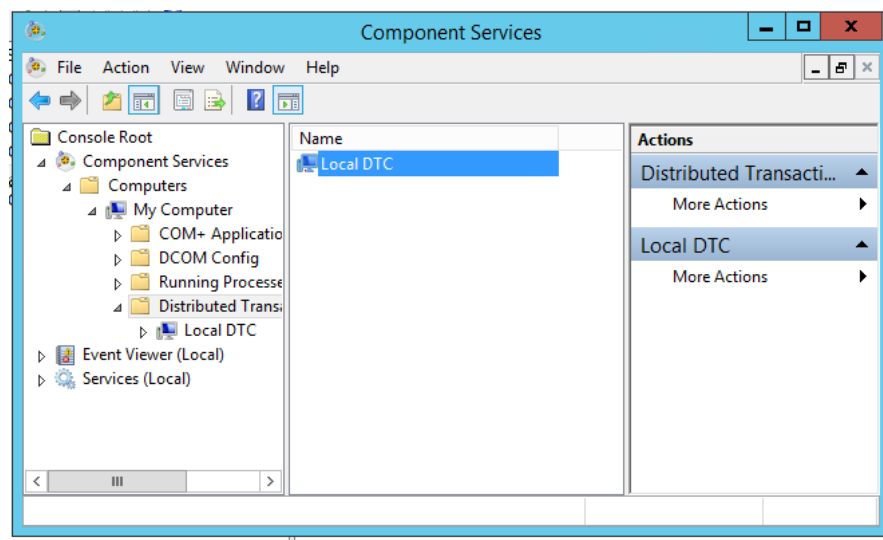 Component Services
File Action View Window Help
Console Root
Component Services
Computers
My Computer
COM+ Applicatio
DCOM Config
Running Processe
Distributed Trans
Local DTC
Event Viewer (Local)
Services (Local)
Name
Local DTC
Actions
Distributed Transacti...
More Actions
Local DTC
More Actions